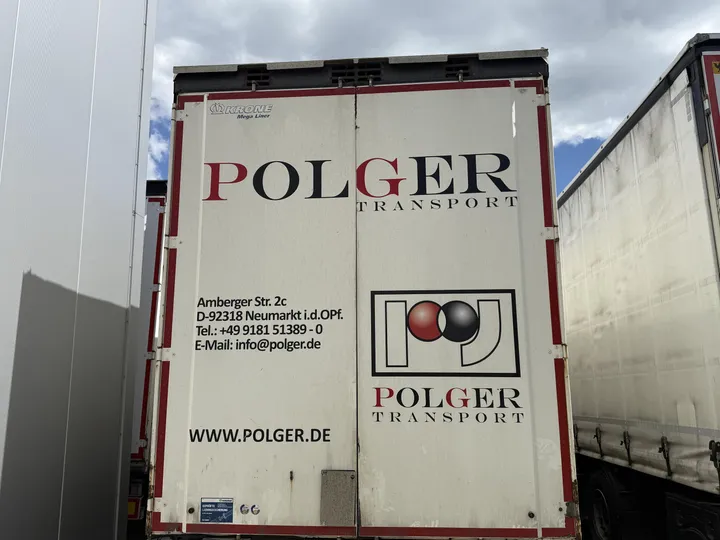 KRONE
Mega Liner
POLGER
TRANSPORT
Amberger Str. 2c
D-92318 Neumarkt i.d.OPf.
Tel.: +49 9181 51389 - 0
E-Mail: info@polger.de
POLGER
TRANSPORT
WWW.POLGER.DE